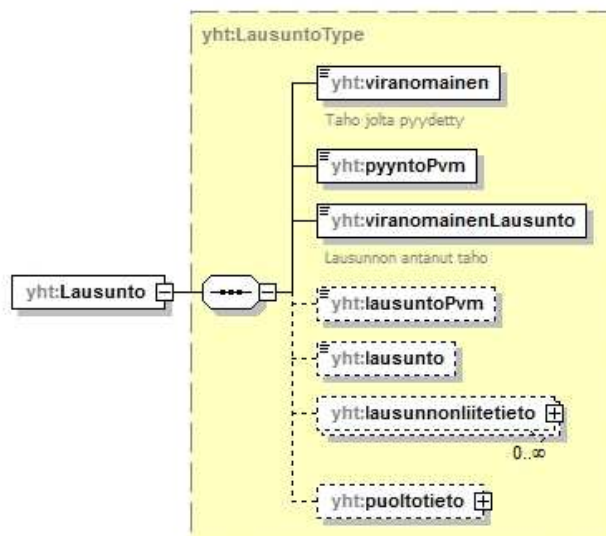 yht:LausuntoType
yht:viranomainen
Taho jolta pyydetty
yht:pyyntoPvm
yht:viranomainenLausunto
Lausunnon antanut taho
yht:Lausunto
yht:lausuntoPvm
yht:lausunto
yht:lausunnonliitetieto
0..∞
yht:puoltotieto